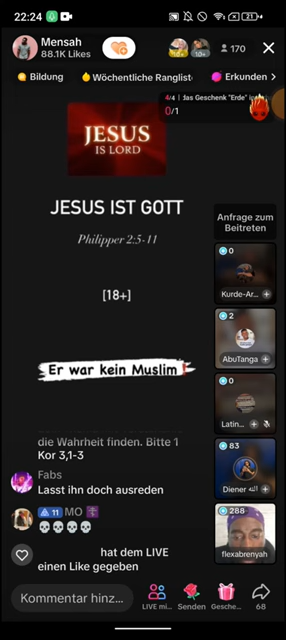 22:24
21
Mensah
88.1K Likes
170
Bildung
Wöchentliche Ranglist
Erkunden
4/4 | das Geschenk "Erde"
0/1
JESUS
IS LORD
JESUS IST GOTT
Philipper 2:5-11
[18+]
Er war kein Muslim !
Anfrage zum
Beitreten
0
Kurde-Ar...
2
AbuTanga
0
Latin...
83
Diener الله
288
flexabrenyah
die Wahrheit finden. Bitte 1
Kor 3,1-3
Fabs
Lasst ihn doch ausreden
11 MO
💀💀💀💀
hat dem LIVE
einen Like gegeben
Kommentar hinz...
LIVE mi...
Senden
Gesche...
68